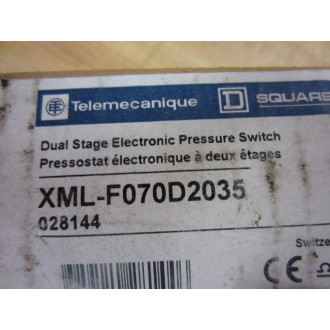 Telemecanique SQUARE
Dual Stage Electronic Pressure Switch
Pressostat électronique à deux étages
XML-F070D2035
028144
Switze
CE